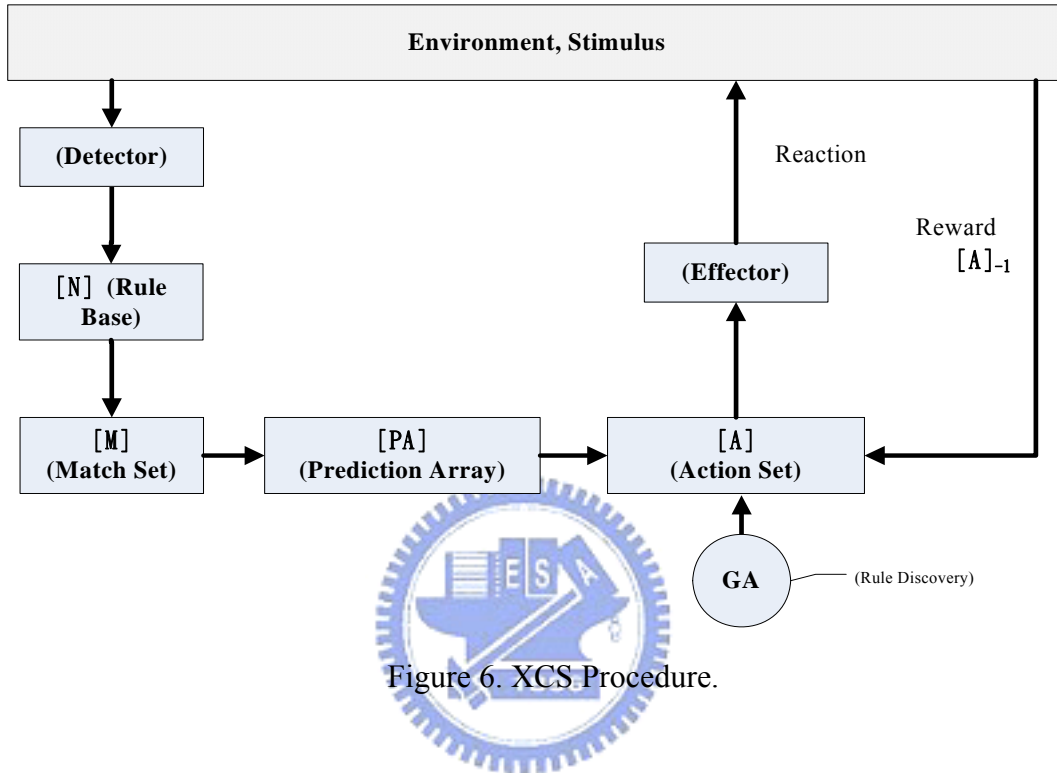 Environment, Stimulus
(Detector)
Reaction
Reward
[A]-1
[N] (Rule
Base)
(Effector)
[M]
(Match Set)
[PA]
(Prediction Array)
[A]
(Action Set)
E S A
GA
(Rule Discovery)
Figure 6. XCS Procedure.